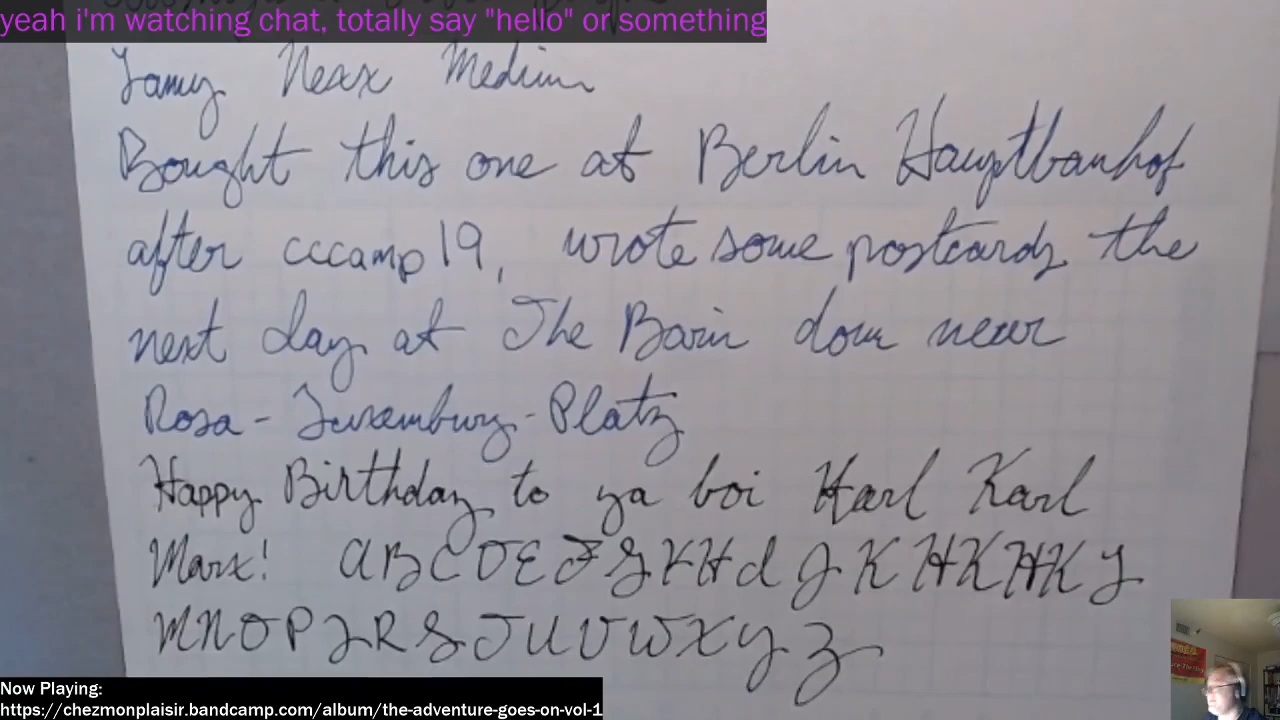 yeah i'm watching chat, totally say "hello" or something
Lamy Nexx Medium
Bought this one at Berlin Hauptbanhof
after cccamp19, wrote some postcards the
next day at The Barn down near
Rosa-Luxemburg-Platz
Happy Birthday to ya boi Karl Karl
Marx! A B C D E F G K H d J K H K H K L
M N O P Q R S T U V W X Y Z
Now Playing:
https://chezmonplaisir.bandcamp.com/album/the-adventure-goes-on-vol-1